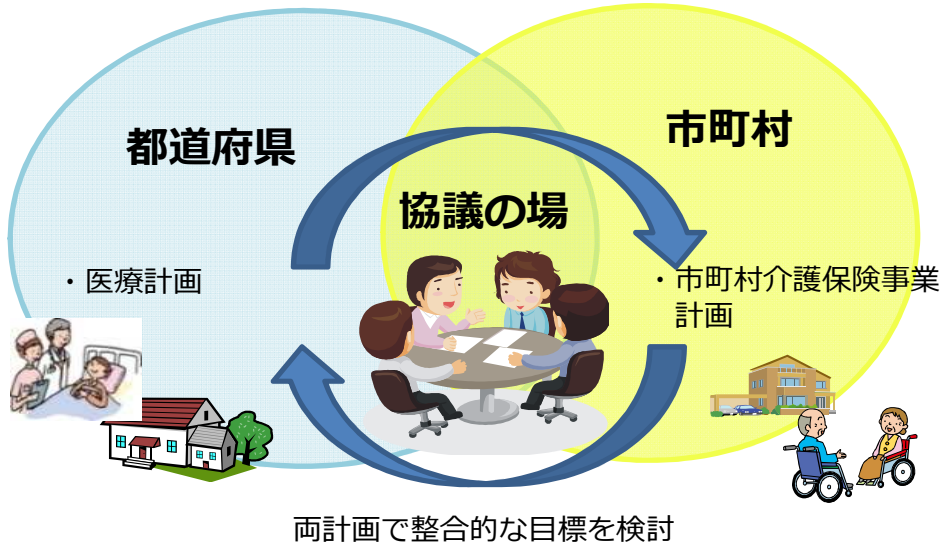 都道府県
市町村
協議の場
・医療計画
・市町村介護保険事業
計画
両計画で整合的な目標を検討